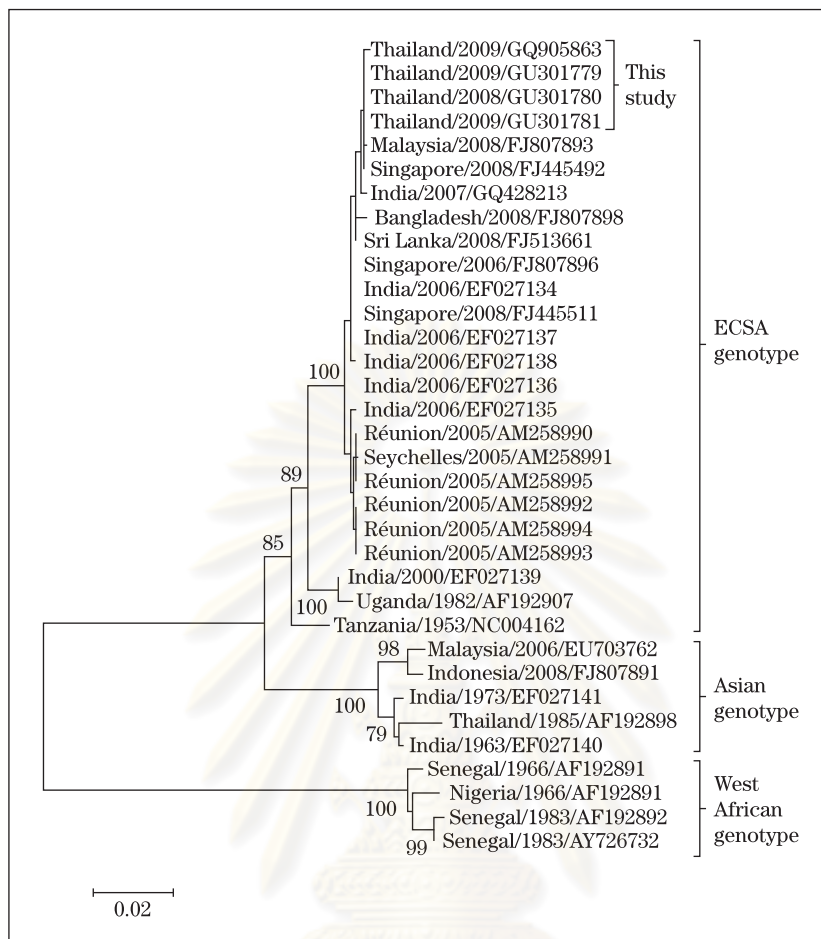 Thailand/2009/GQ905863
Thailand/2009/GU301779
Thailand/2008/GU301780
Thailand/2009/GU301781
This
study
Malaysia/2008/FJ807893
Singapore/2008/FJ445492
India/2007/GQ428213
Bangladesh/2008/FJ807898
Sri Lanka/2008/FJ513661
Singapore/2006/FJ807896
India/2006/EF027134
Singapore/2008/FJ445511
India/2006/EF027137
India/2006/EF027138
India/2006/EF027136
India/2006/EF027135
Réunion/2005/AM258990
Seychelles/2005/AM258991
Réunion/2005/AM258995
Réunion/2005/AM258992
Réunion/2005/AM258994
Réunion/2005/AM258993
India/2000/EF027139
Uganda/1982/AF192907
Tanzania/1953/NC004162
ECSA
genotype
100
89
85
100
Malaysia/2006/EU703762
Indonesia/2008/FJ807891
India/1973/EF027141
Thailand/1985/AF192898
India/1963/EF027140
Asian
genotype
98
100
79
Senegal/1966/AF192891
Nigeria/1966/AF192891
Senegal/1983/AF192892
Senegal/1983/AY726732
West
African
genotype
100
99
0.02